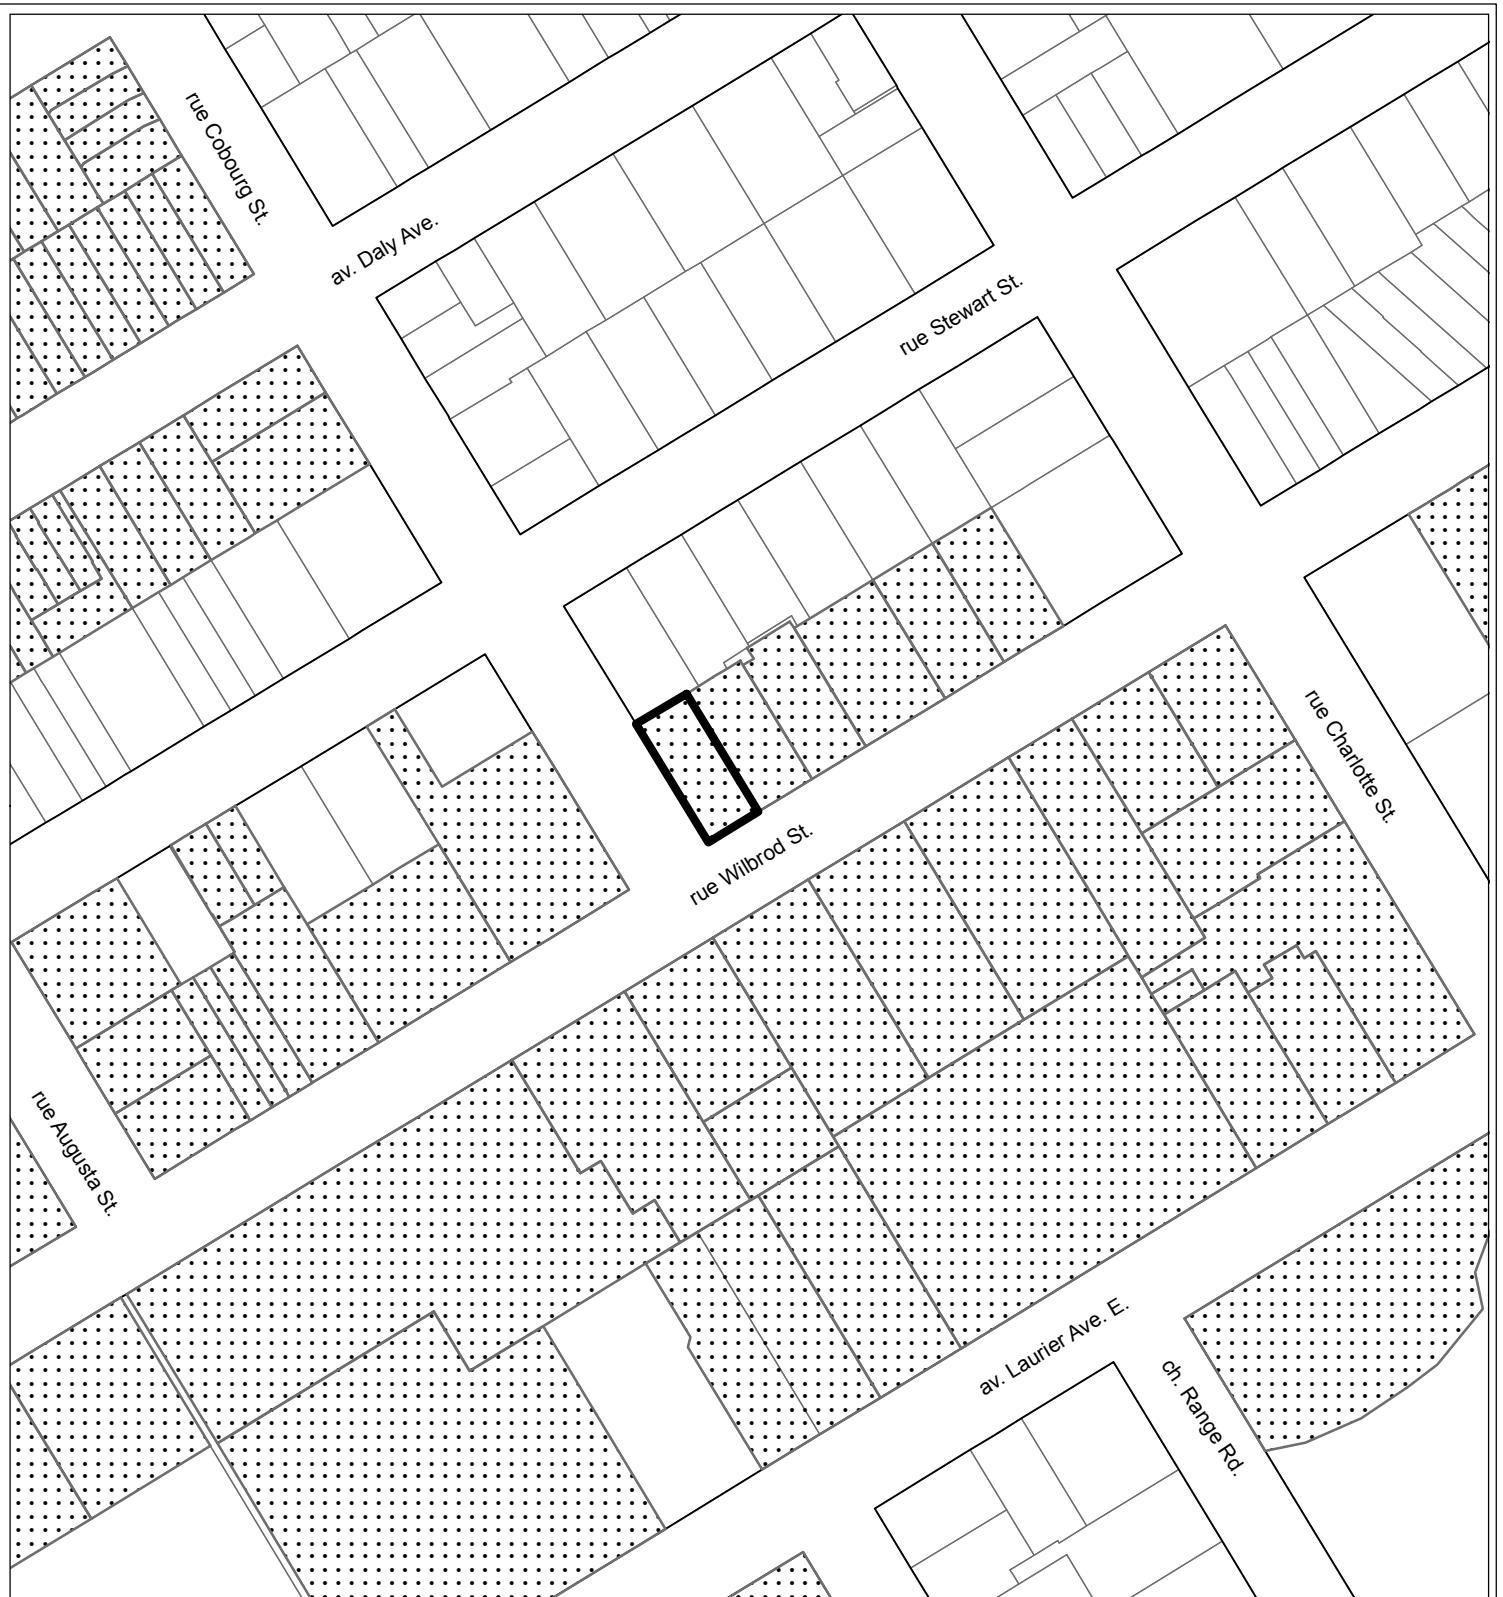 rue Cobourg St.
av. Daly Ave.
rue Stewart St.
rue Charlotte St.
rue Wilbrod St.
rue Augusta St.
av. Laurier Ave. E.
ch. Range Rd.